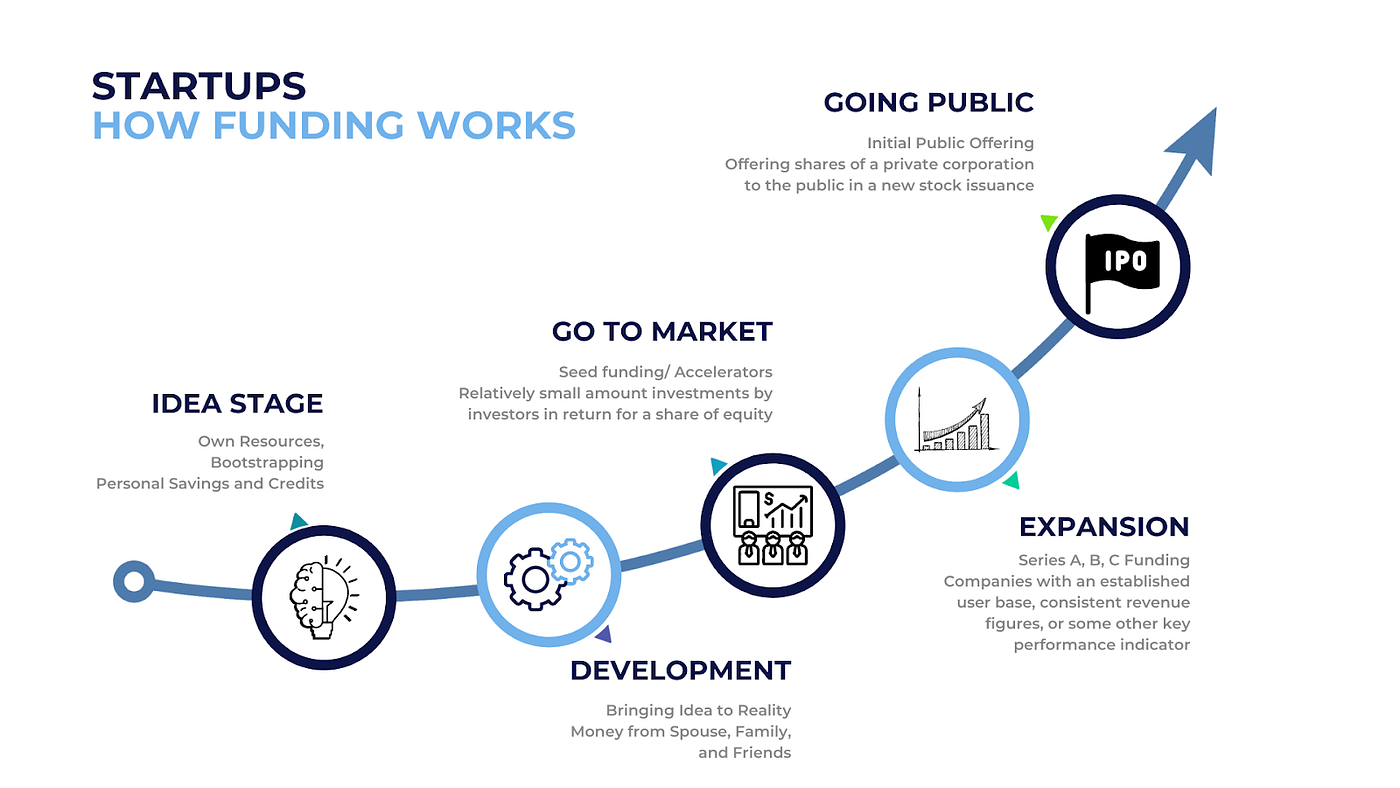 STARTUPS
HOW FUNDING WORKS
IDEA STAGE
Own Resources,
Bootstrapping
Personal Savings and Credits
DEVELOPMENT
Bringing Idea to Reality
Money from Spouse, Family,
and Friends
GO TO MARKET
Seed funding/ Accelerators
Relatively small amount investments by
investors in return for a share of equity
$
EXPANSION
Series A, B, C Funding
Companies with an established
user base, consistent revenue
figures, or some other key
performance indicator
GOING PUBLIC
Initial Public Offering
Offering shares of a private corporation
to the public in a new stock issuance
IPO